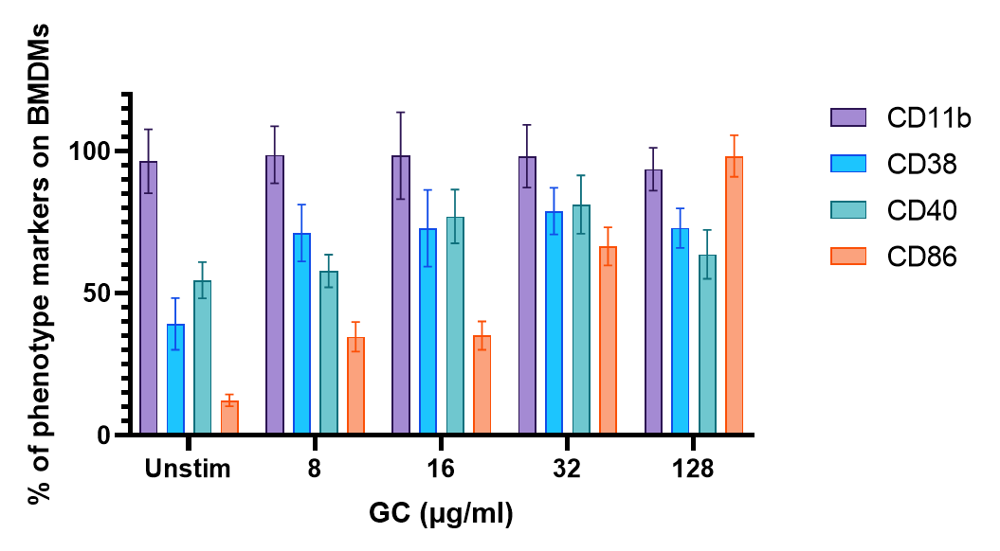 % of phenotype markers on BMDMs
100
50
0
Unstim 8 16 32 128
GC (µg/ml)
CD11b
CD38
CD40
CD86